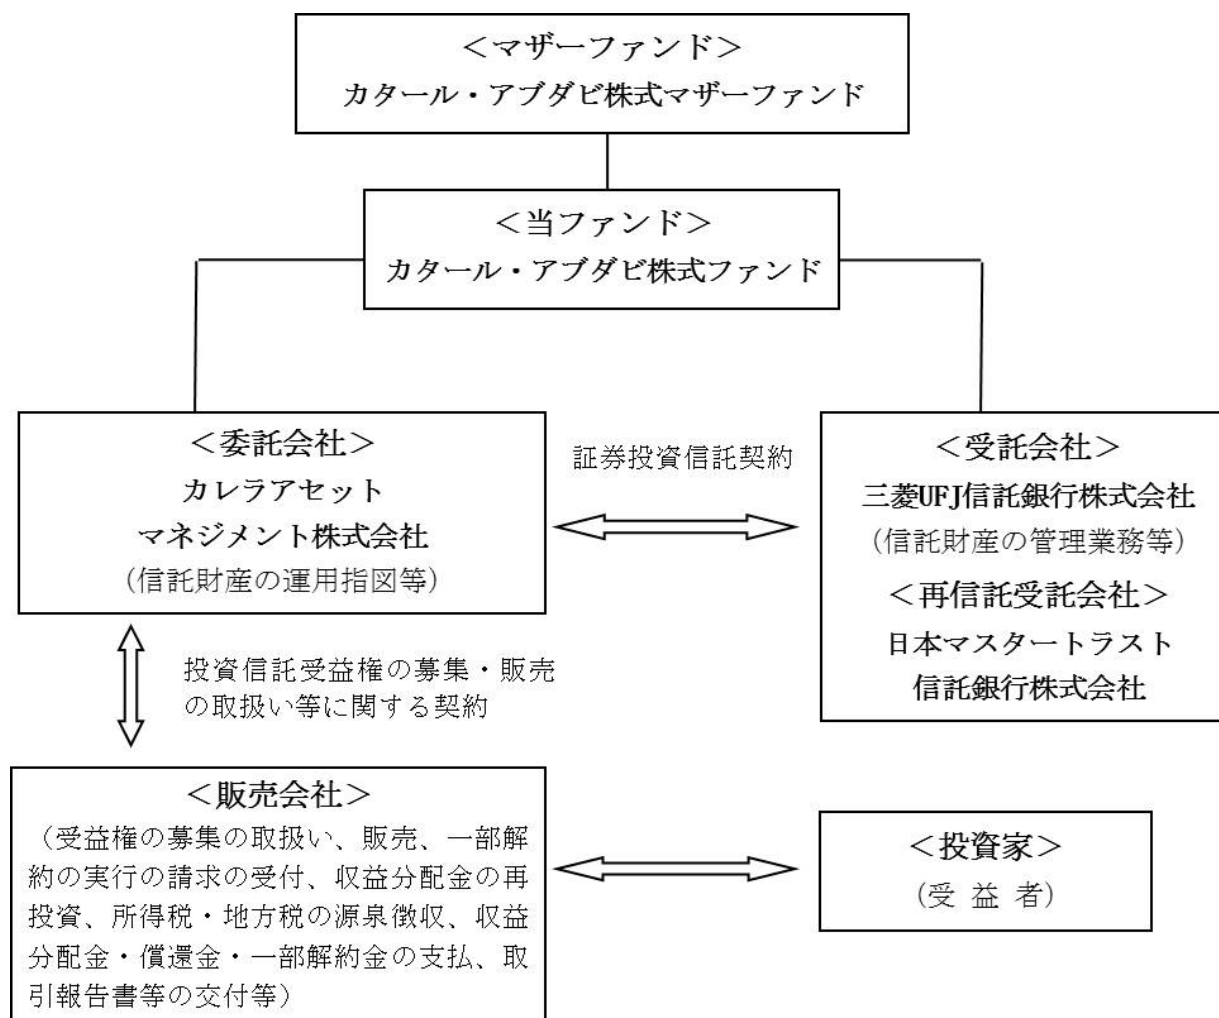 ＜マザーファンド＞
カタール・アブダビ株式マザーファンド
＜当ファンド＞
カタール・アブダビ株式ファンド
＜委託会社＞
カレラアセット
マネジメント株式会社
（信託財産の運用指図等）
証券投資信託契約
＜受託会社＞
三菱UFJ信託銀行株式会社
（信託財産の管理業務等）
＜再信託受託会社＞
日本マスタートラスト
信託銀行株式会社
投資信託受益権の募集・販売
の取扱い等に関する契約
＜販売会社＞
（受益権の募集の取扱い、販売、一部解
約の実行の請求の受付、収益分配金の再
投資、所得税・地方税の源泉徴収、収益
分配金・償還金・一部解約金の支払、取
引報告書等の交付等）
＜投資家＞
（受 益 者）